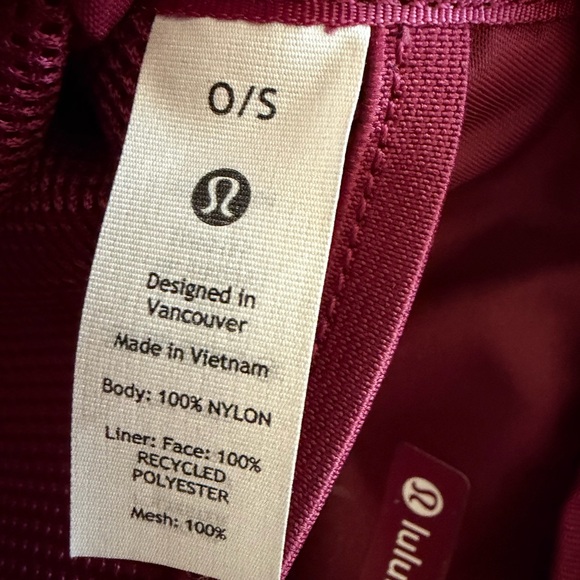 O/S
Designed in
Vancouver
Made in Vietnam
Body: 100% NYLON
Liner: Face: 100%
RECYCLED
POLYESTER
Mesh: 100%